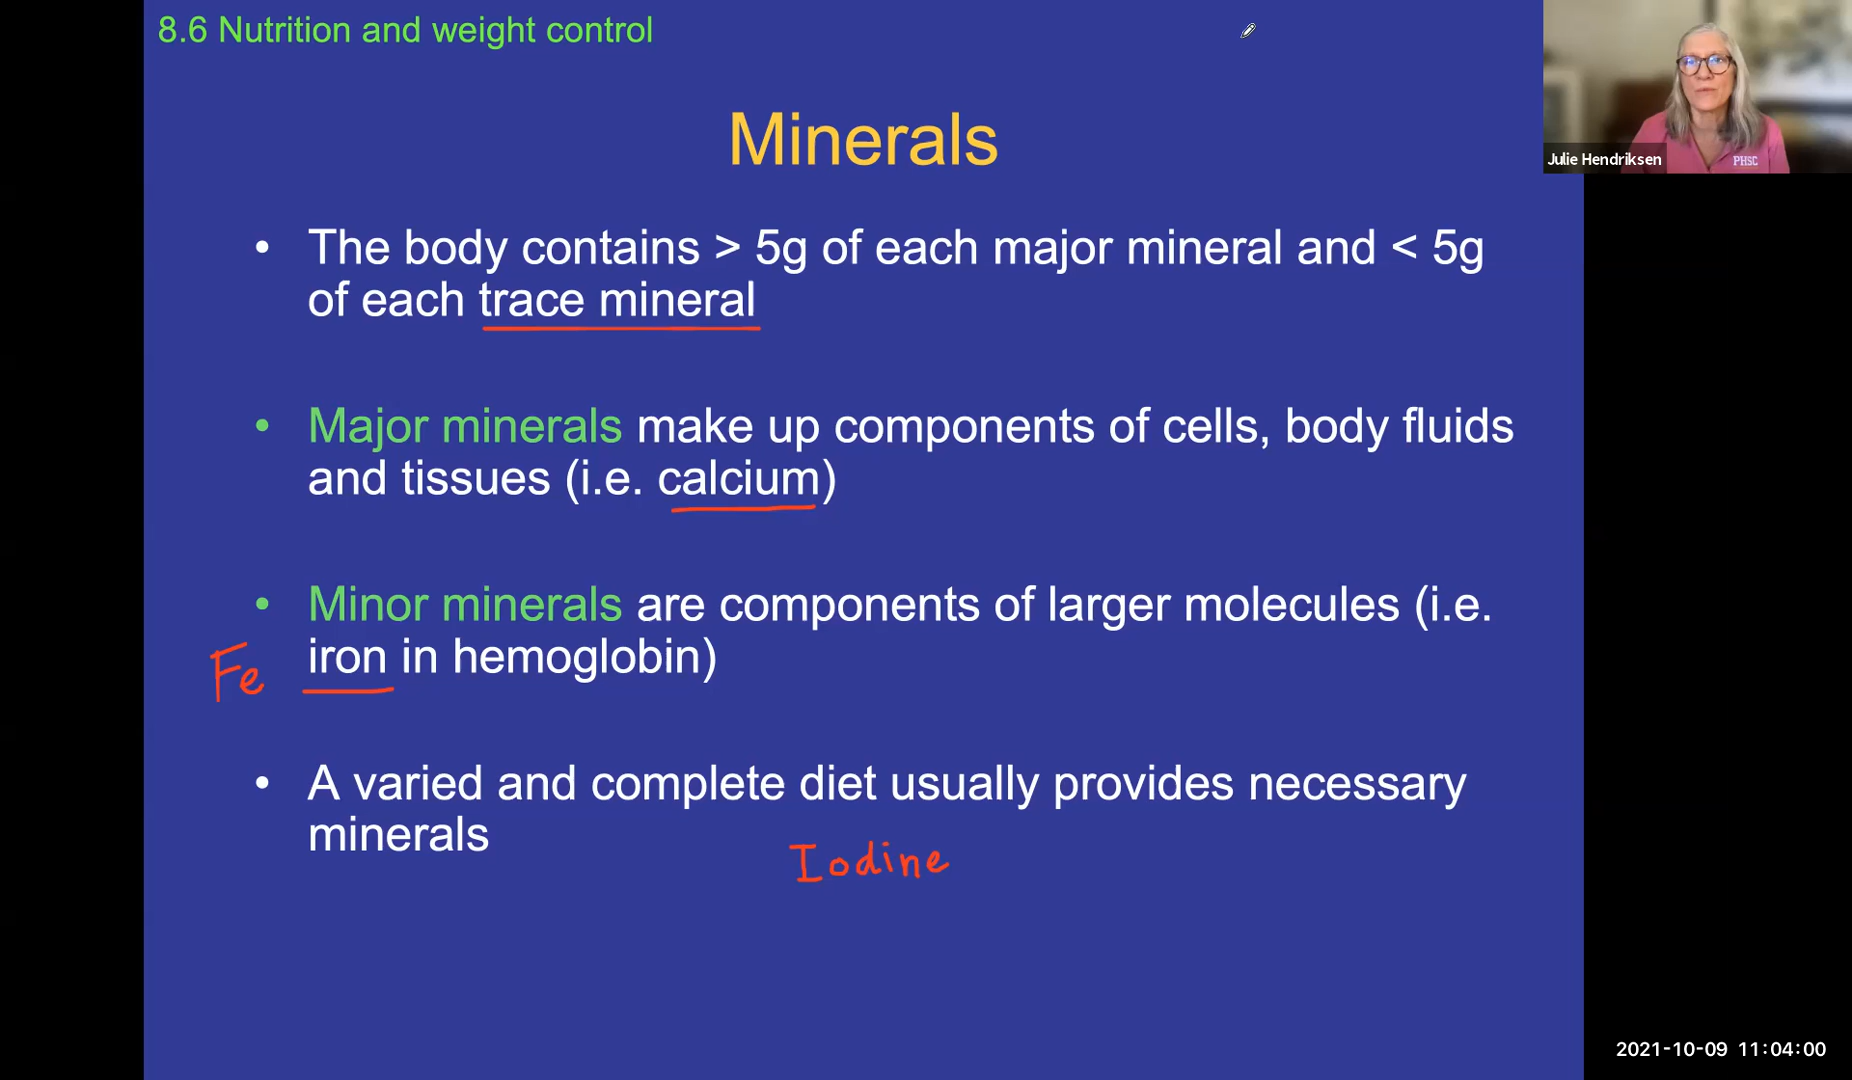 8.6 Nutrition and weight control
Minerals
Julie Hendriksen
PHSC
• The body contains > 5g of each major mineral and < 5g
of each trace mineral
• Major minerals make up components of cells, body fluids
and tissues (i.e. calcium)
• Minor minerals are components of larger molecules (i.e.
Fe iron in hemoglobin)
• A varied and complete diet usually provides necessary
minerals
Iodine
2021-10-09 11:04:00